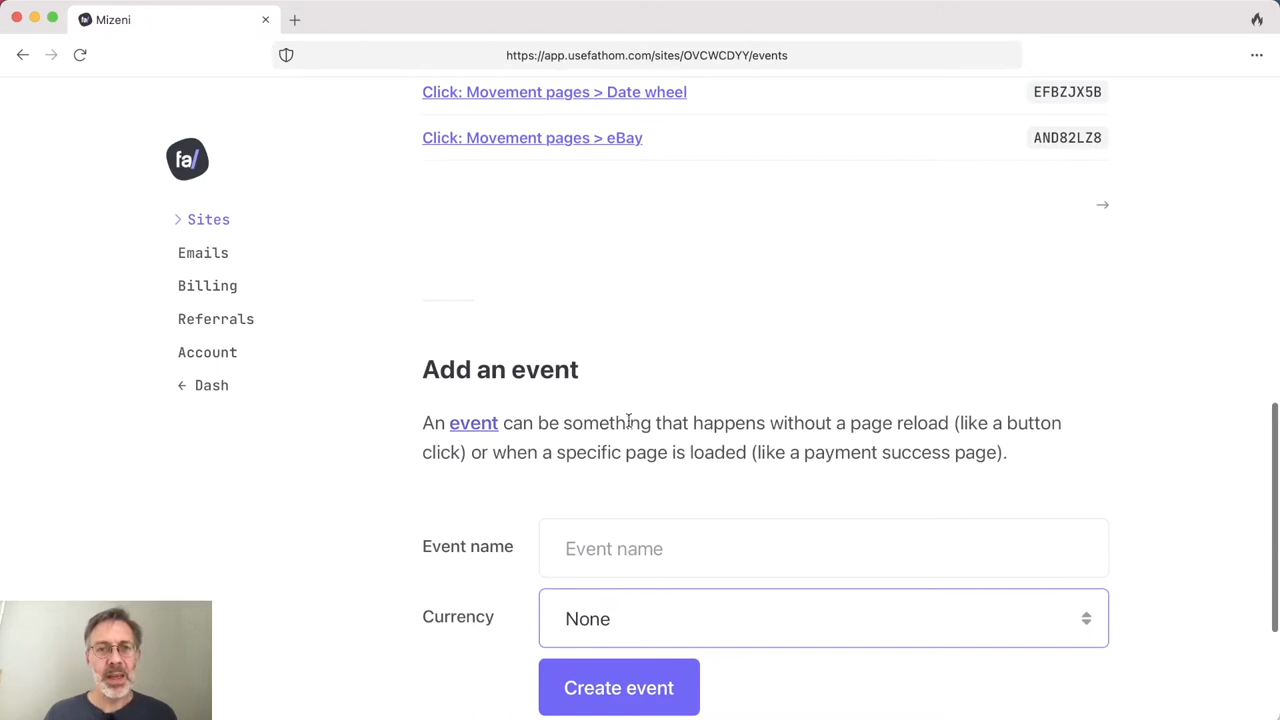 Mizeni
https://app.usefathom.com/sites/OVCWCDYY/events
Click: Movement pages > Date wheel
EFBZJX5B
Click: Movement pages > eBay
AND82LZ8
fa/
Sites
Emails
Billing
Referrals
Account
← Dash
→
Add an event
An event can be something that happens without a page reload (like a button
click) or when a specific page is loaded (like a payment success page).
Event name
Event name
Currency
None
Create event